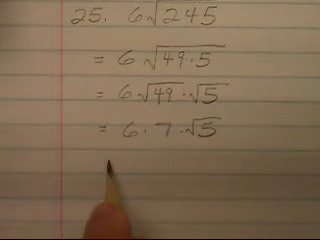 25. 6√245
= 6 √49·5
= 6 √49 · √5
= 6 · 7 · √5